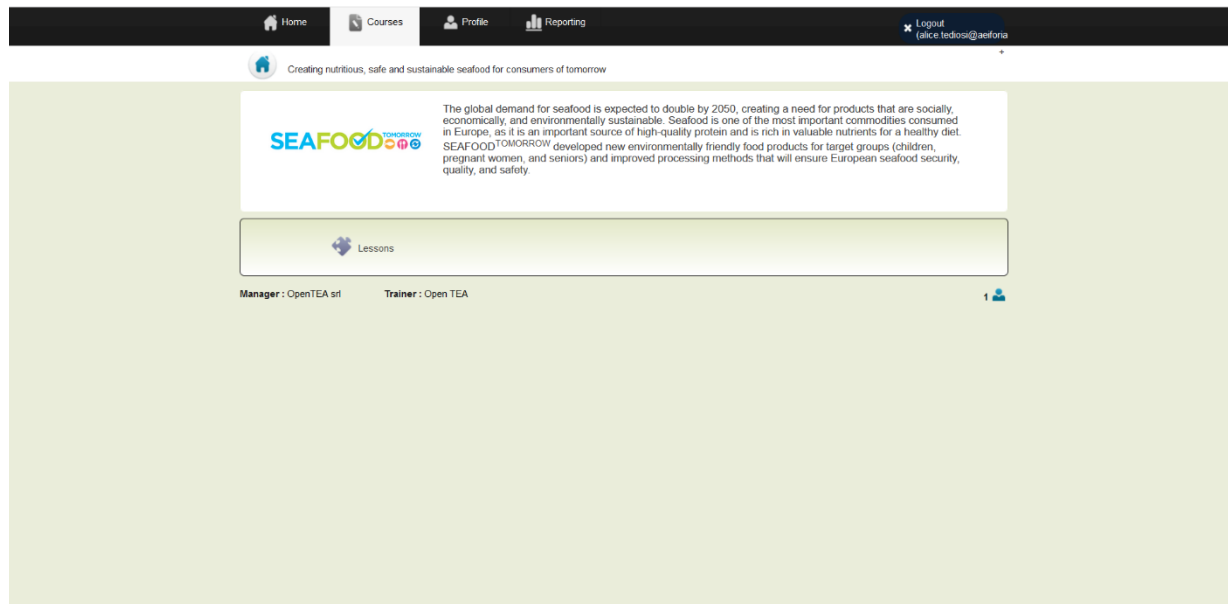 Home Courses Profile Reporting Logout
(alice.tediosi@aeiforia
+
Creating nutritious, safe and sustainable seafood for consumers of tomorrow
SEAFOOD TOMORROW
The global demand for seafood is expected to double by 2050, creating a need for products that are socially,
economically, and environmentally sustainable. Seafood is one of the most important commodities consumed
in Europe, as it is an important source of high-quality protein and is rich in valuable nutrients for a healthy diet.
SEAFOODTOMORROW developed new environmentally friendly food products for target groups (children,
pregnant women, and seniors) and improved processing methods that will ensure European seafood security,
quality, and safety.
Lessons
Manager : OpenTEA srl Trainer : Open TEA 1